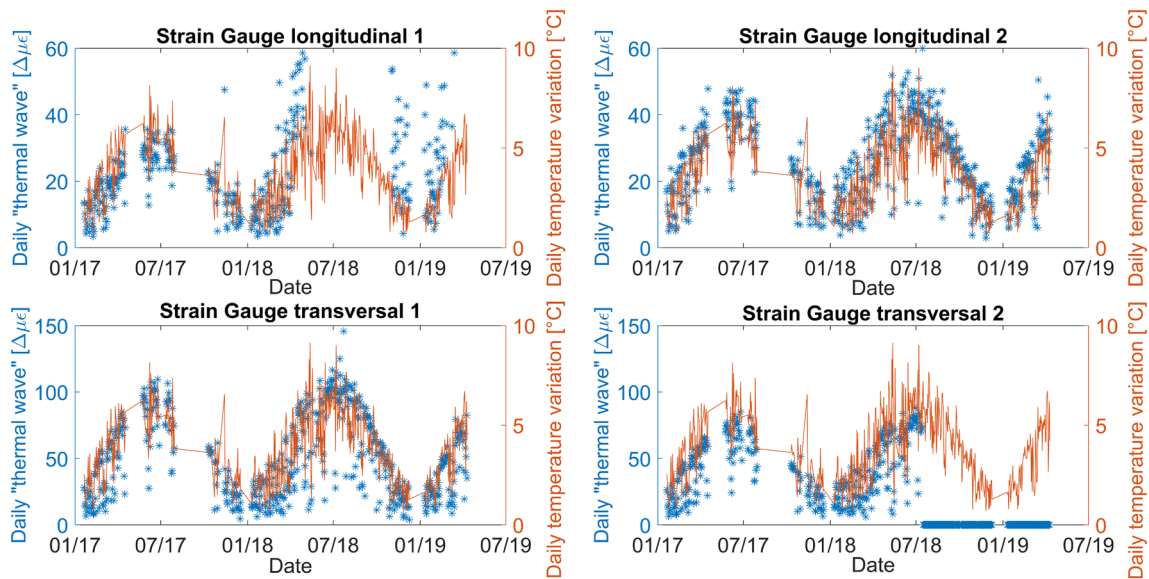 Strain Gauge longitudinal 1
Daily "thermal wave" [Δμϵ]
60
40
20
0
10
5
0
Daily temperature variation [°C]
01/17 07/17 01/18 07/18 01/19 07/19
Date
Strain Gauge longitudinal 2
Daily "thermal wave" [Δμϵ]
60
40
20
0
10
5
0
Daily temperature variation [°C]
01/17 07/17 01/18 07/18 01/19 07/19
Date
Strain Gauge transversal 1
Daily "thermal wave" [Δμϵ]
150
100
50
0
10
5
0
Daily temperature variation [°C]
01/17 07/17 01/18 07/18 01/19 07/19
Date
Strain Gauge transversal 2
Daily "thermal wave" [Δμϵ]
150
100
50
0
10
5
0
Daily temperature variation [°C]
01/17 07/17 01/18 07/18 01/19 07/19
Date